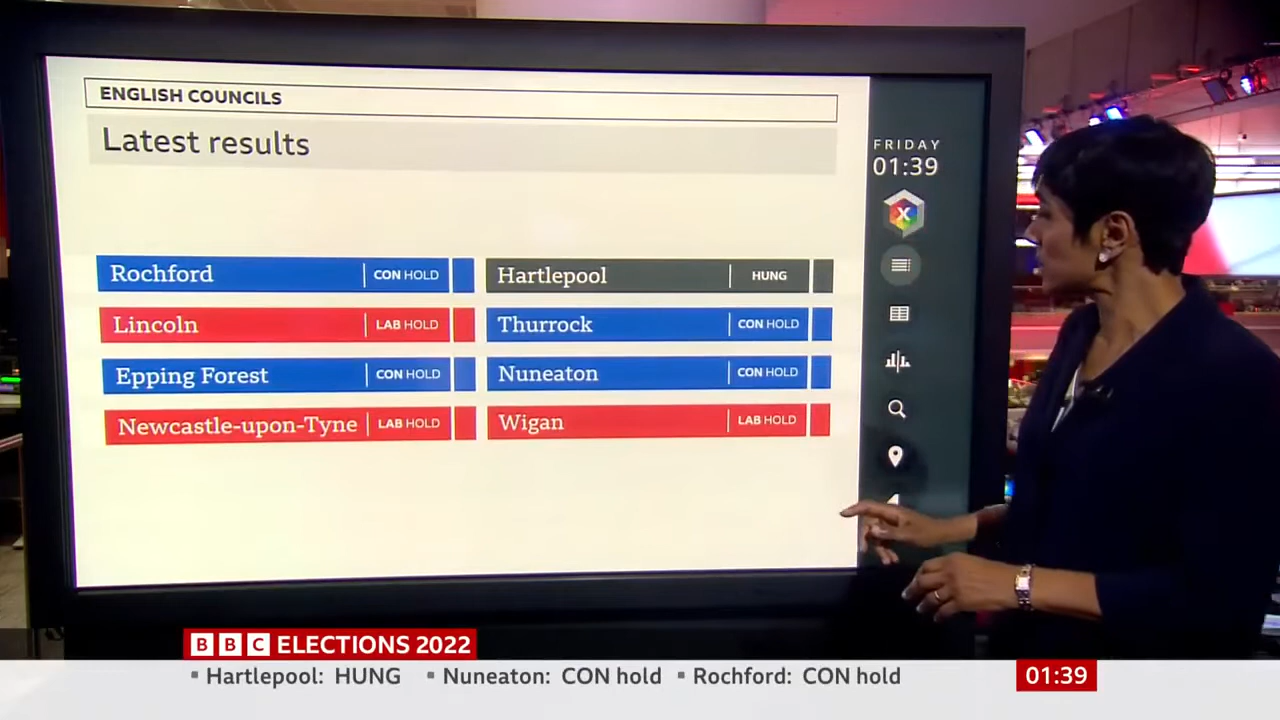 ENGLISH COUNCILS
Latest results
FRIDAY
01:39
X
Rochford CON HOLD
Hartlepool HUNG
Lincoln LAB HOLD
Thurrock CON HOLD
Epping Forest CON HOLD
Nuneaton CON HOLD
Newcastle-upon-Tyne LAB HOLD
Wigan LAB HOLD
BBC ELECTIONS 2022
▪ Hartlepool: HUNG ▪ Nuneaton: CON hold ▪ Rochford: CON hold
01:39